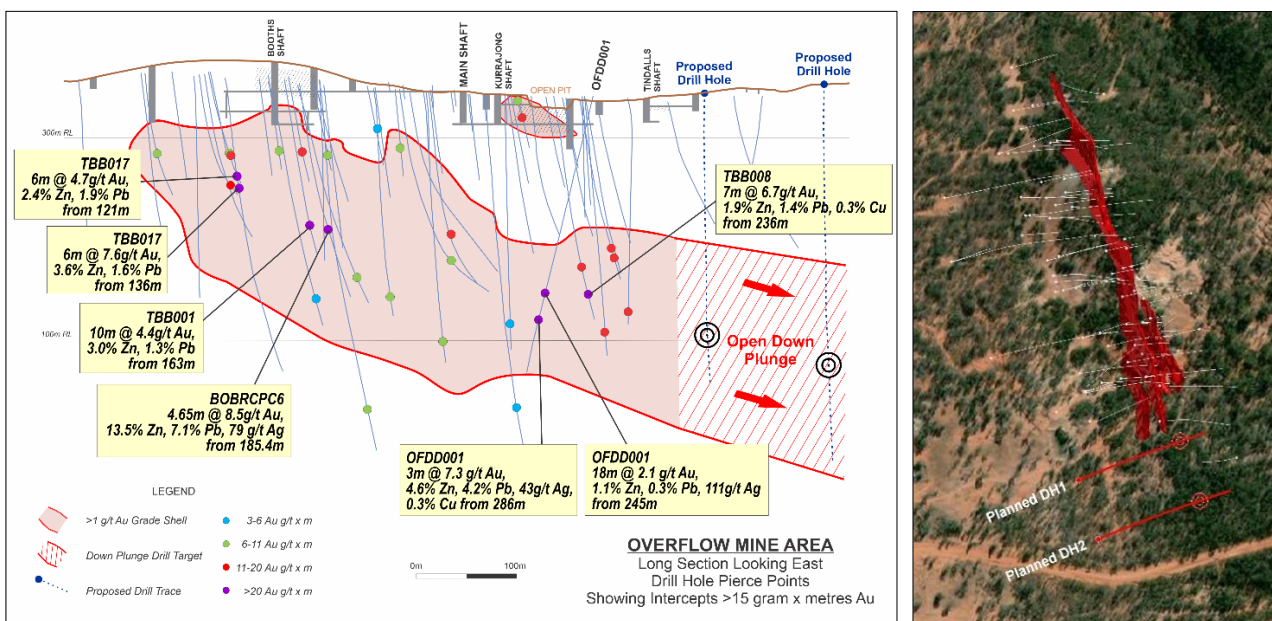 BOOTHS
SHAFT
MAIN SHAFT
KURRAJONG
SHAFT
OFDD001
TINDALLS
SHAFT
Proposed
Drill Hole
Proposed
Drill Hole
OPEN PIT
300m RL
TBB017
6m @ 4.7g/t Au,
2.4% Zn, 1.9% Pb
from 121m
TBB008
7m @ 6.7g/t Au,
1.9% Zn, 1.4% Pb, 0.3% Cu
from 236m
TBB017
6m @ 7.6g/t Au,
3.6% Zn, 1.6% Pb
from 136m
TBB001
10m @ 4.4g/t Au,
3.0% Zn, 1.3% Pb
from 163m
100m RL
Open Down
Plunge
BOBRCPC6
4.65m @ 8.5g/t Au,
13.5% Zn, 7.1% Pb, 79 g/t Ag
from 185.4m
OFDD001
3m @ 7.3 g/t Au,
4.6% Zn, 4.2% Pb, 43g/t Ag,
0.3% Cu from 286m
OFDD001
18m @ 2.1 g/t Au,
1.1% Zn, 0.3% Pb, 111g/t Ag
from 245m
LEGEND
>1 g/t Au Grade Shell
Down Plunge Drill Target
Proposed Drill Trace
3-6 Au g/t x m
6-11 Au g/t x m
11-20 Au g/t x m
>20 Au g/t x m
0m
100m
OVERFLOW MINE AREA
Long Section Looking East
Drill Hole Pierce Points
Showing Intercepts >15 gram x metres Au
Planned DH1
Planned DH2